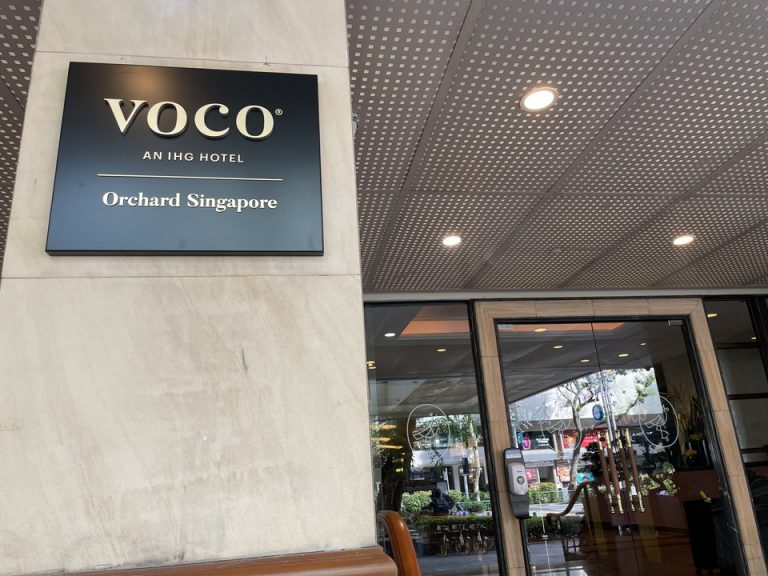 VOCO®
AN IHG HOTEL
Orchard Singapore